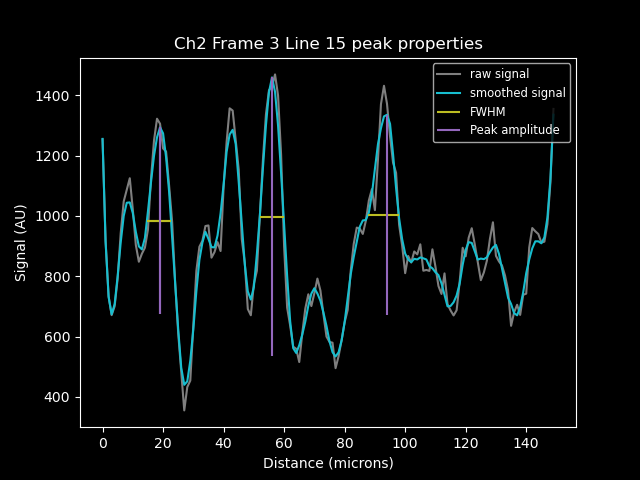 Ch2 Frame 3 Line 15 peak properties
raw signal
smoothed signal
FWHM
Peak amplitude
1400
1200
1000
800
600
400
Signal (AU)
0 20 40 60 80 100 120 140
Distance (microns)